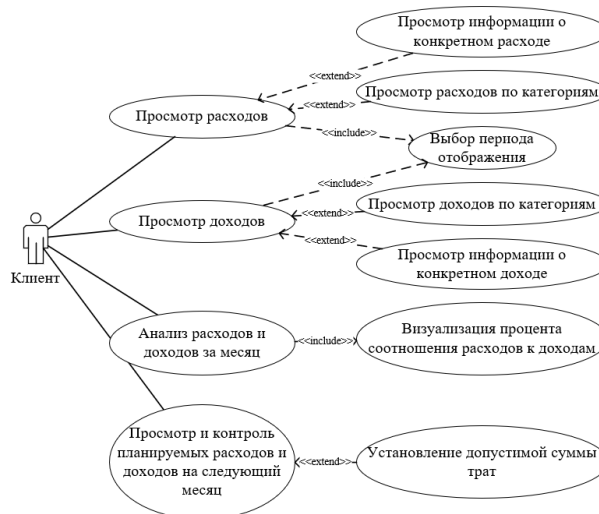 Просмотр информации о
конкретном расходе
<<extend>>
Просмотр расходов по категориям
<<extend>>
Просмотр расходов
<<include>>
Выбор периода
отображения
<<include>>
Просмотр доходов по категориям
<<extend>>
Просмотр доходов
<<extend>>
Просмотр информации о
конкретном доходе
Клиент
Анализ расходов и
доходов за месяц
<<include>>
Визуализация процента
соотношения расходов к доходам
Просмотр и контроль
планируемых расходов и
доходов на следующий
месяц
<<extend>>
Установление допустимой суммы
трат